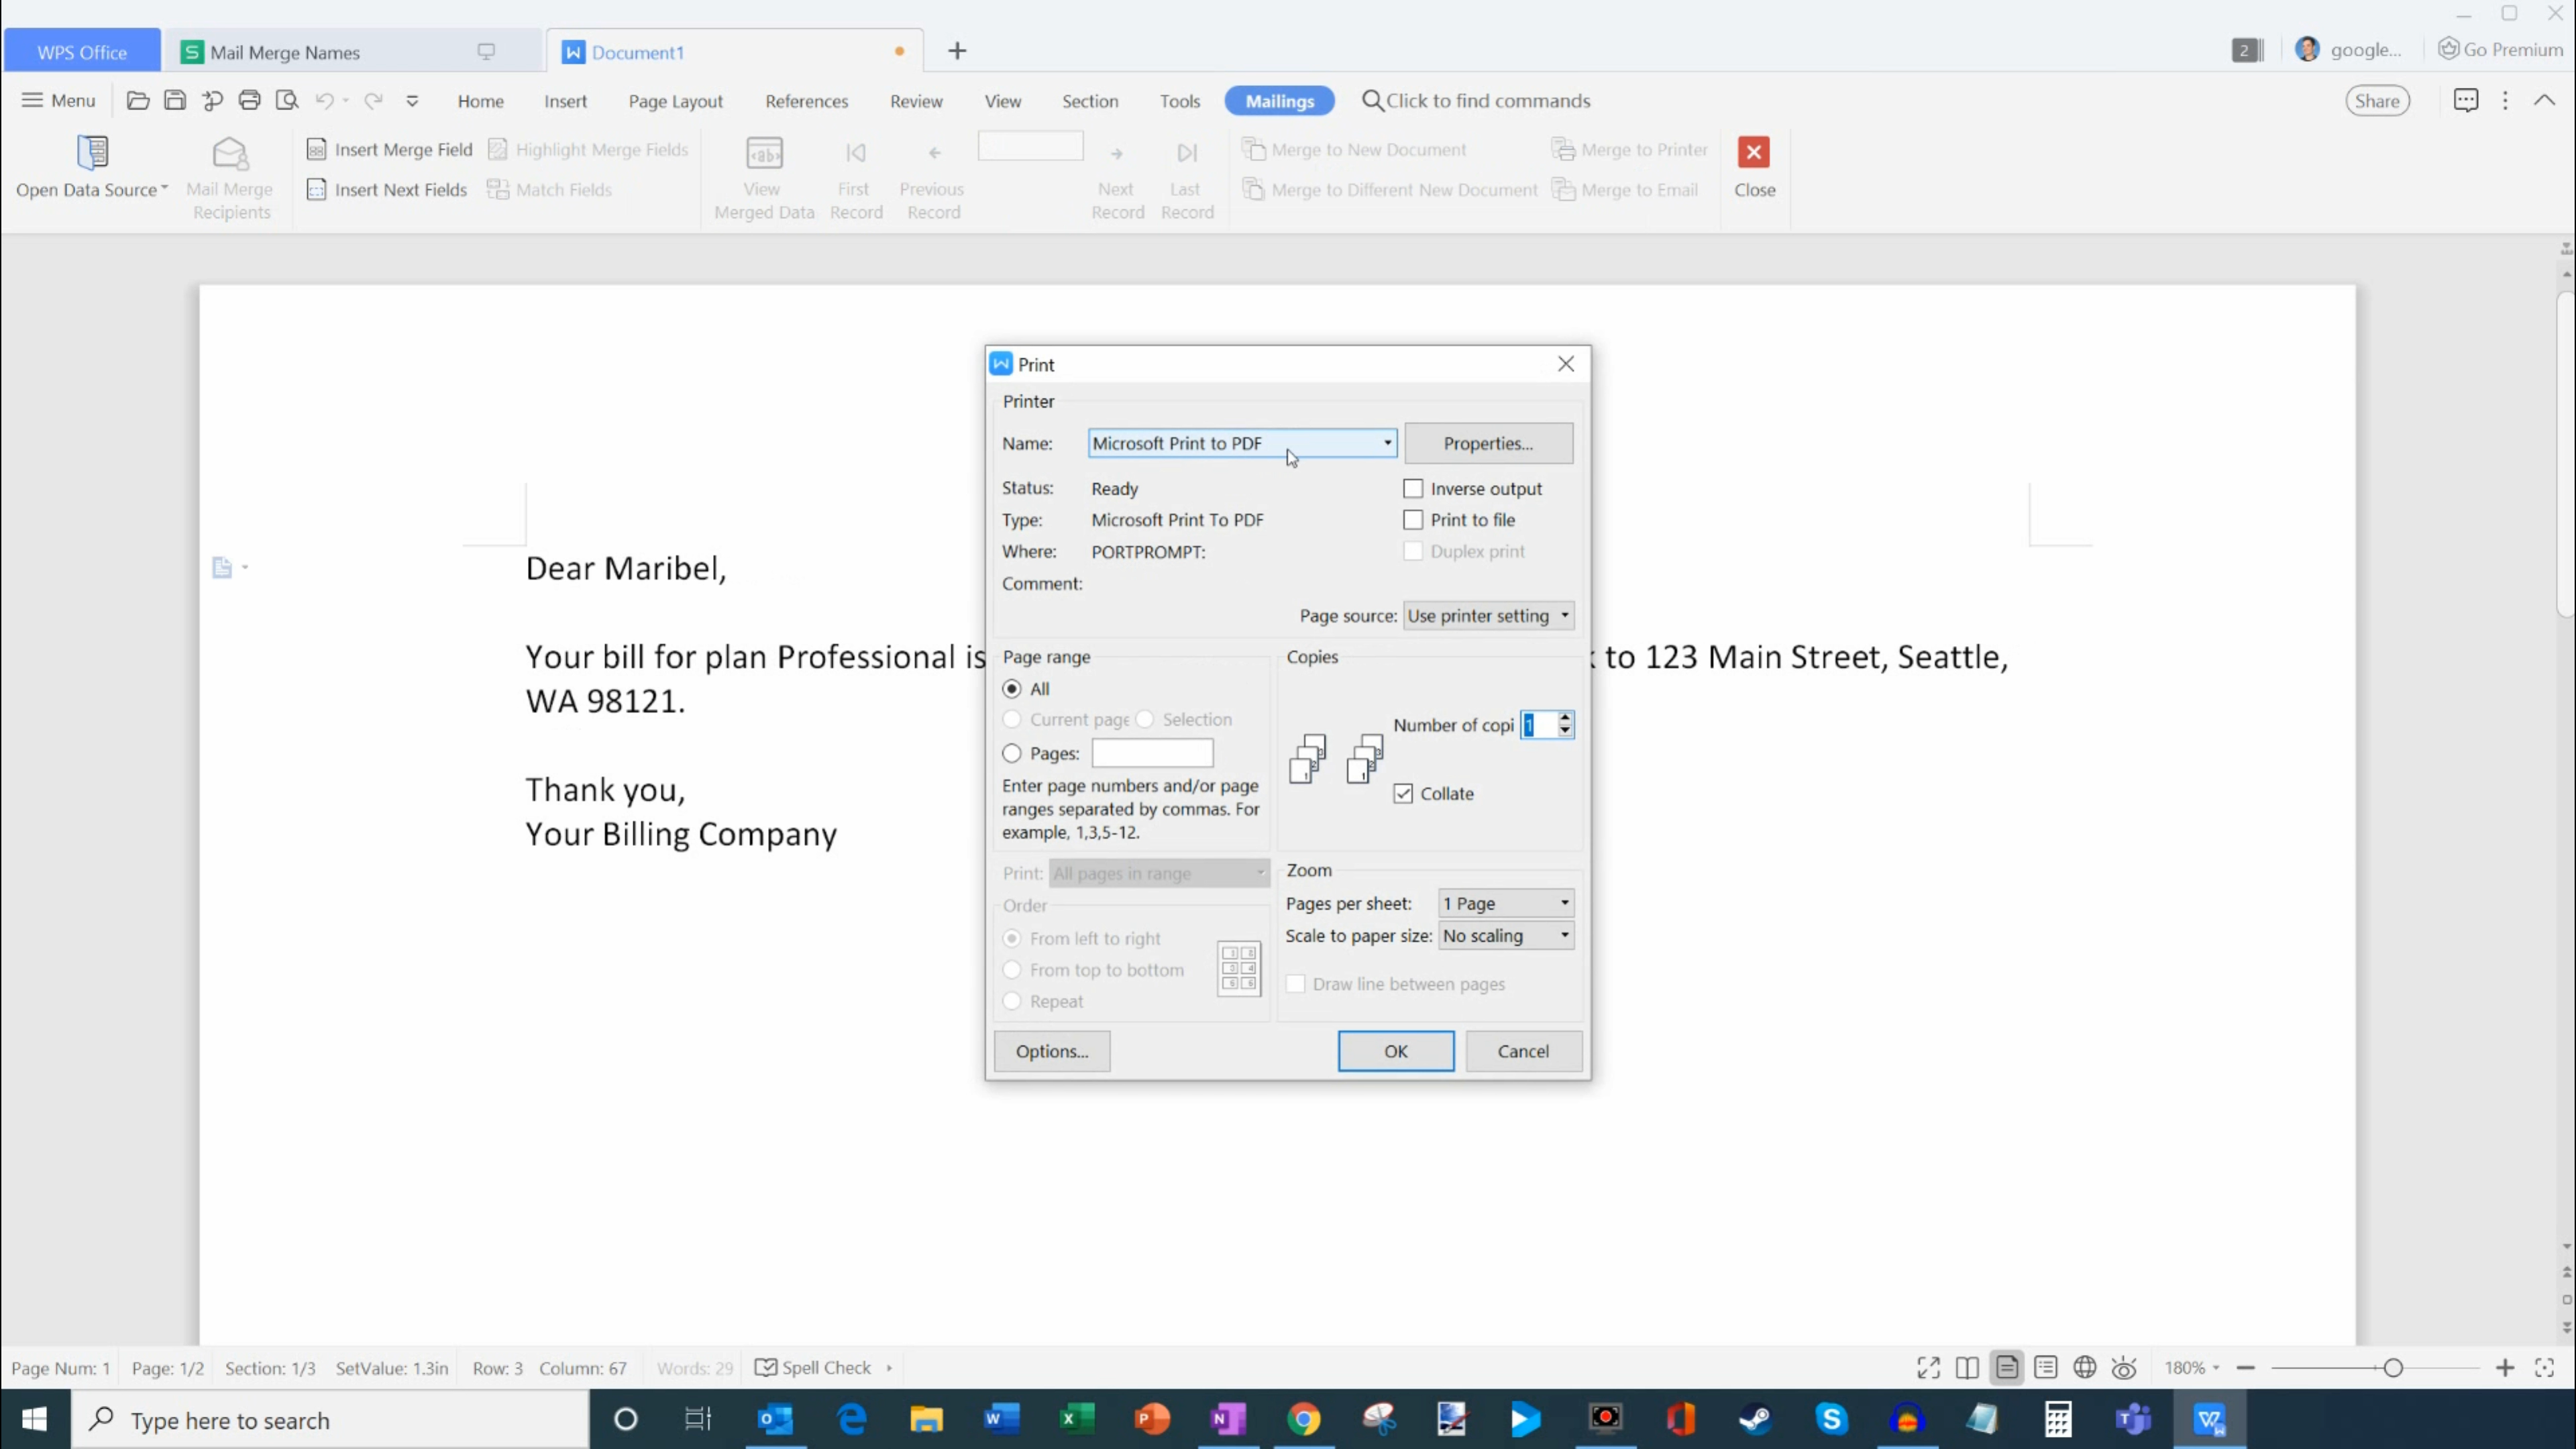 WPS Office
Mail Merge Names
Document1
2
google...
Go Premium
Menu
Home
Insert
Page Layout
References
Review
View
Section
Tools
Mailings
Click to find commands
Share
Open Data Source
Mail Merge
Recipients
Insert Merge Field
Highlight Merge Fields
Insert Next Fields
Match Fields
View
Merged Data
First
Record
Previous
Record
Next
Record
Last
Record
Merge to New Document
Merge to Different New Document
Merge to Printer
Merge to Email
Close
Dear Maribel,
Your bill for plan Professional is
to 123 Main Street, Seattle,
WA 98121.
Thank you,
Your Billing Company
Print
Printer
Name: Microsoft Print to PDF
Properties...
Status: Ready
Inverse output
Type: Microsoft Print To PDF
Print to file
Where: PORTPROMPT:
Duplex print
Comment:
Page source: Use printer setting
Page range
All
Current page
Selection
Pages:
Enter page numbers and/or page
ranges separated by commas. For
example, 1,3,5-12.
Copies
Number of copi 1
Collate
Print: All pages in range
Order
From left to right
From top to bottom
Repeat
Zoom
Pages per sheet: 1 Page
Scale to paper size: No scaling
Draw line between pages
Options...
OK
Cancel
Page Num: 1 Page: 1/2 Section: 1/3 SetValue: 1.3in Row: 3 Column: 67 Words: 29 Spell Check
180%
Type here to search